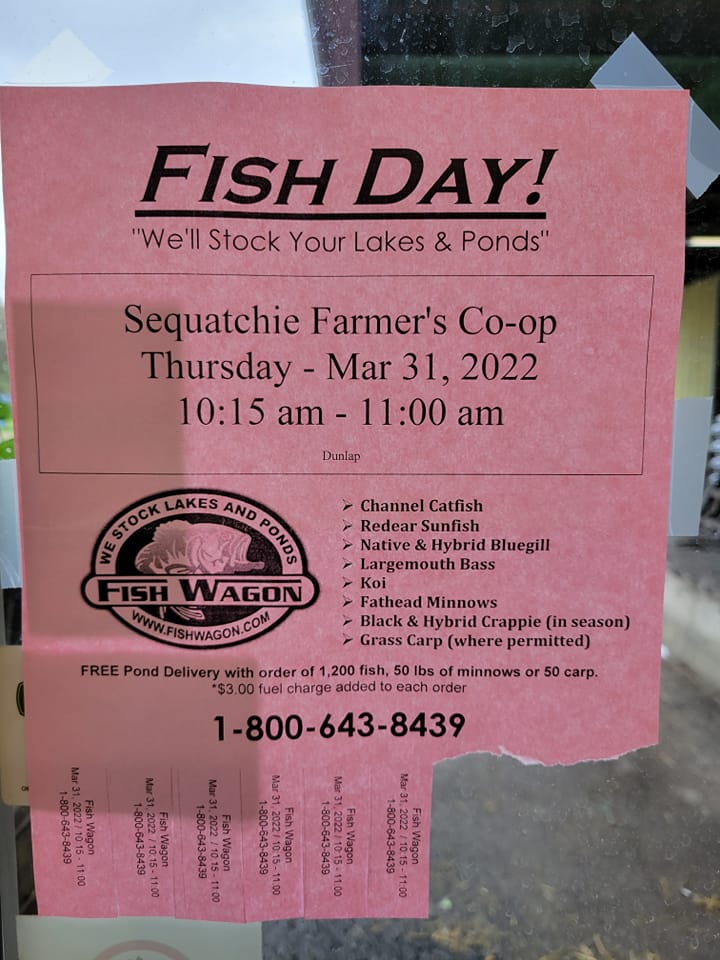 FISH DAY!
"We'll Stock Your Lakes & Ponds"
Sequatchie Farmer's Co-op
Thursday - Mar 31, 2022
10:15 am - 11:00 am
Dunlap
WE STOCK LAKES AND PONDS
FISH WAGON
WWW.FISHWAGON.COM
➢ Channel Catfish
➢ Redear Sunfish
➢ Native & Hybrid Bluegill
➢ Largemouth Bass
➢ Koi
➢ Fathead Minnows
➢ Black & Hybrid Crappie (in season)
➢ Grass Carp (where permitted)
FREE Pond Delivery with order of 1,200 fish, 50 lbs of minnows or 50 carp.
*$3.00 fuel charge added to each order
1-800-643-8439
Fish Wagon
Mar 31, 2022 / 10:15 - 11:00
1-800-643-8439
Fish Wagon
Mar 31, 2022 / 10:15 - 11:00
1-800-643-8439
Fish Wagon
Mar 31, 2022 / 10:15 - 11:00
1-800-643-8439
Fish Wagon
Mar 31, 2022 / 10:15 - 11:00
1-800-643-8439
Fish Wagon
Mar 31, 2022 / 10:15 - 11:00
1-800-643-8439
Fish Wagon
Mar 31, 2022 / 10:15 - 11:00
1-800-643-8439